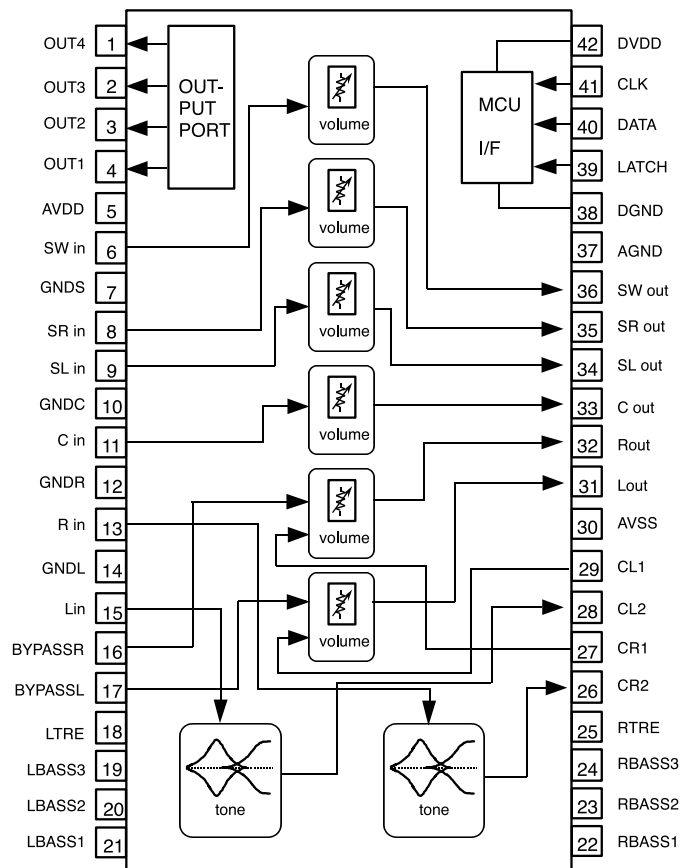 OUT4 1
OUT3 2
OUT2 3
OUT1 4
AVDD 5
SW in 6
GNDS 7
SR in 8
SL in 9
GNDC 10
C in 11
GNDR 12
R in 13
GNDL 14
Lin 15
BYPASSR 16
BYPASSL 17
LTRE 18
LBASS3 19
LBASS2 20
LBASS1 21
OUT-
PUT
PORT
volume
volume
volume
volume
volume
volume
tone
tone
MCU
I/F
42 DVDD
41 CLK
40 DATA
39 LATCH
38 DGND
37 AGND
36 SW out
35 SR out
34 SL out
33 C out
32 Rout
31 Lout
30 AVSS
29 CL1
28 CL2
27 CR1
26 CR2
25 RTRE
24 RBASS3
23 RBASS2
22 RBASS1